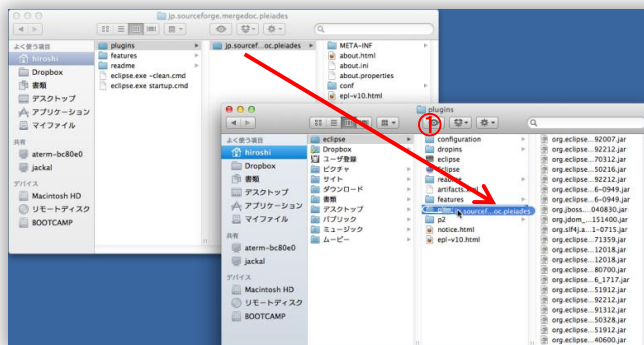 jp.sourceforge.mergedoc.pleiades
よく使う項目
hiroshi
Dropbox
書類
デスクトップ
アプリケーション
マイファイル
共有
aterm-bc80e0
jackal
デバイス
Macintosh HD
リモートディスク
BOOTCAMP
plugins
features
readme
eclipse.exe -clean.cmd
eclipse.exe startup.cmd
jp.sourcef...oc.pleiades
META-INF
about.html
about.ini
about.properties
conf
epl-v10.html
plugins
①
よく使う項目
hiroshi
Dropbox
書類
デスクトップ
アプリケーション
マイファイル
共有
aterm-bc80e0
jackal
デバイス
Macintosh HD
リモートディスク
BOOTCAMP
eclipse
Dropbox
ユーザ登録
ピクチャ
サイト
ダウンロード
書類
デスクトップ
パブリック
ミュージック
ムービー
configuration
dropins
eclipse
Eclipse
readme
artifacts.xml
features
jp.sourcef...oc.pleiades
p2
notice.html
epl-v10.html
org.eclipse...92007.jar
org.eclipse...92212.jar
org.eclipse...70312.jar
org.eclipse...50216.jar
org.eclipse...92212.jar
org.eclipse...6-0949.jar
org.eclipse...6-0949.jar
org.jboss....040830.jar
org.jdom_...151400.jar
org.slf4j.a...1-0715.jar
org.eclipse...71359.jar
org.eclipse...12018.jar
org.eclipse...12018.jar
org.eclipse...80700.jar
org.eclipse...6_1717.jar
org.eclipse...51912.jar
org.eclipse...92212.jar
org.eclipse...91312.jar
org.eclipse...50328.jar
org.eclipse...51912.jar
org.eclipse...40600.jar